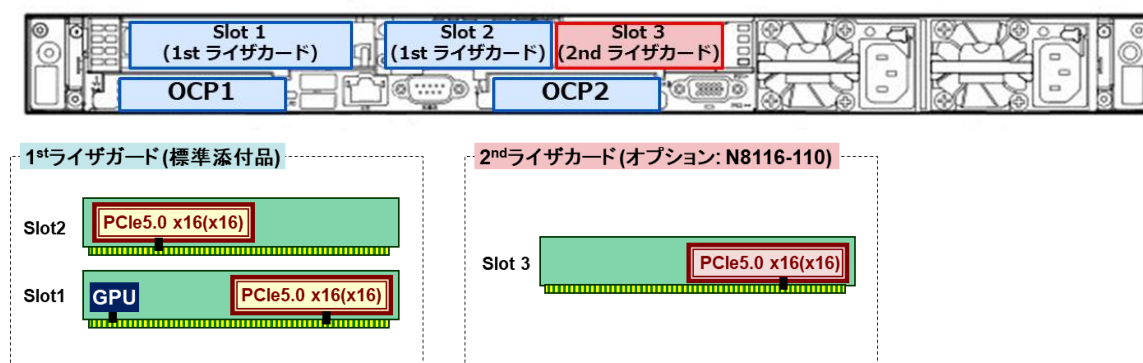 Slot 1
(1st ライザカード)
Slot 2
(1st ライザカード)
Slot 3
(2nd ライザカード)
OCP1
OCP2
1stライザガード(標準添付品)
Slot2
PCIe5.0 x16(x16)
Slot1
GPU
PCIe5.0 x16(x16)
2ndライザカード(オプション: N8116-110)
Slot 3
PCIe5.0 x16(x16)